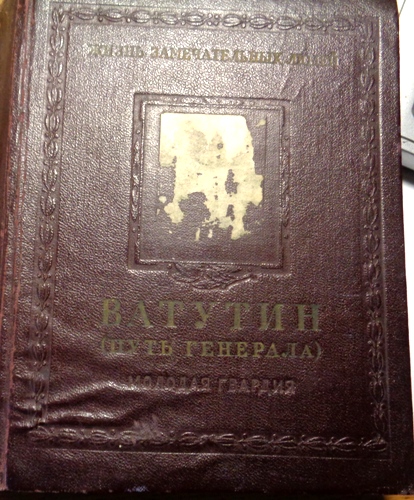 ЖИЗНЬ ЗАМЕЧАТЕЛЬНЫХ ЛЮДЕЙ
ВАТУТИН
(ПУТЬ ГЕНЕРАЛА)
МОЛОДАЯ ГВАРДИЯ